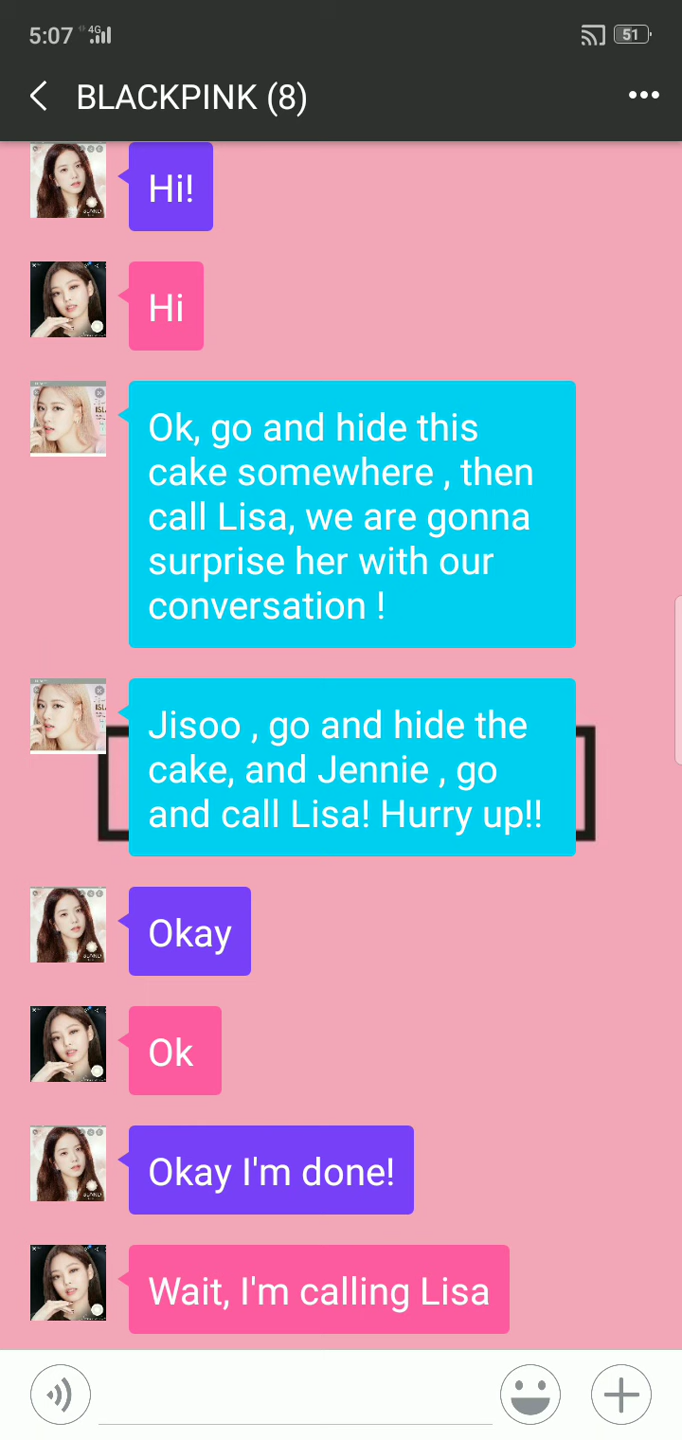 5:07 4G 51
BLACKPINK (8)
Hi!
Hi
Ok, go and hide this
cake somewhere , then
call Lisa, we are gonna
surprise her with our
conversation !
Jisoo , go and hide the
cake, and Jennie , go
and call Lisa! Hurry up!!
Okay
Ok
Okay I'm done!
Wait, I'm calling Lisa